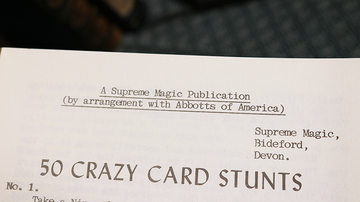 A Supreme Magic Publication
(by arrangement with Abbotts of America)
Supreme Magic,
Bideford,
Devon.
50 CRAZY CARD STUNTS
No. 1.
Take a